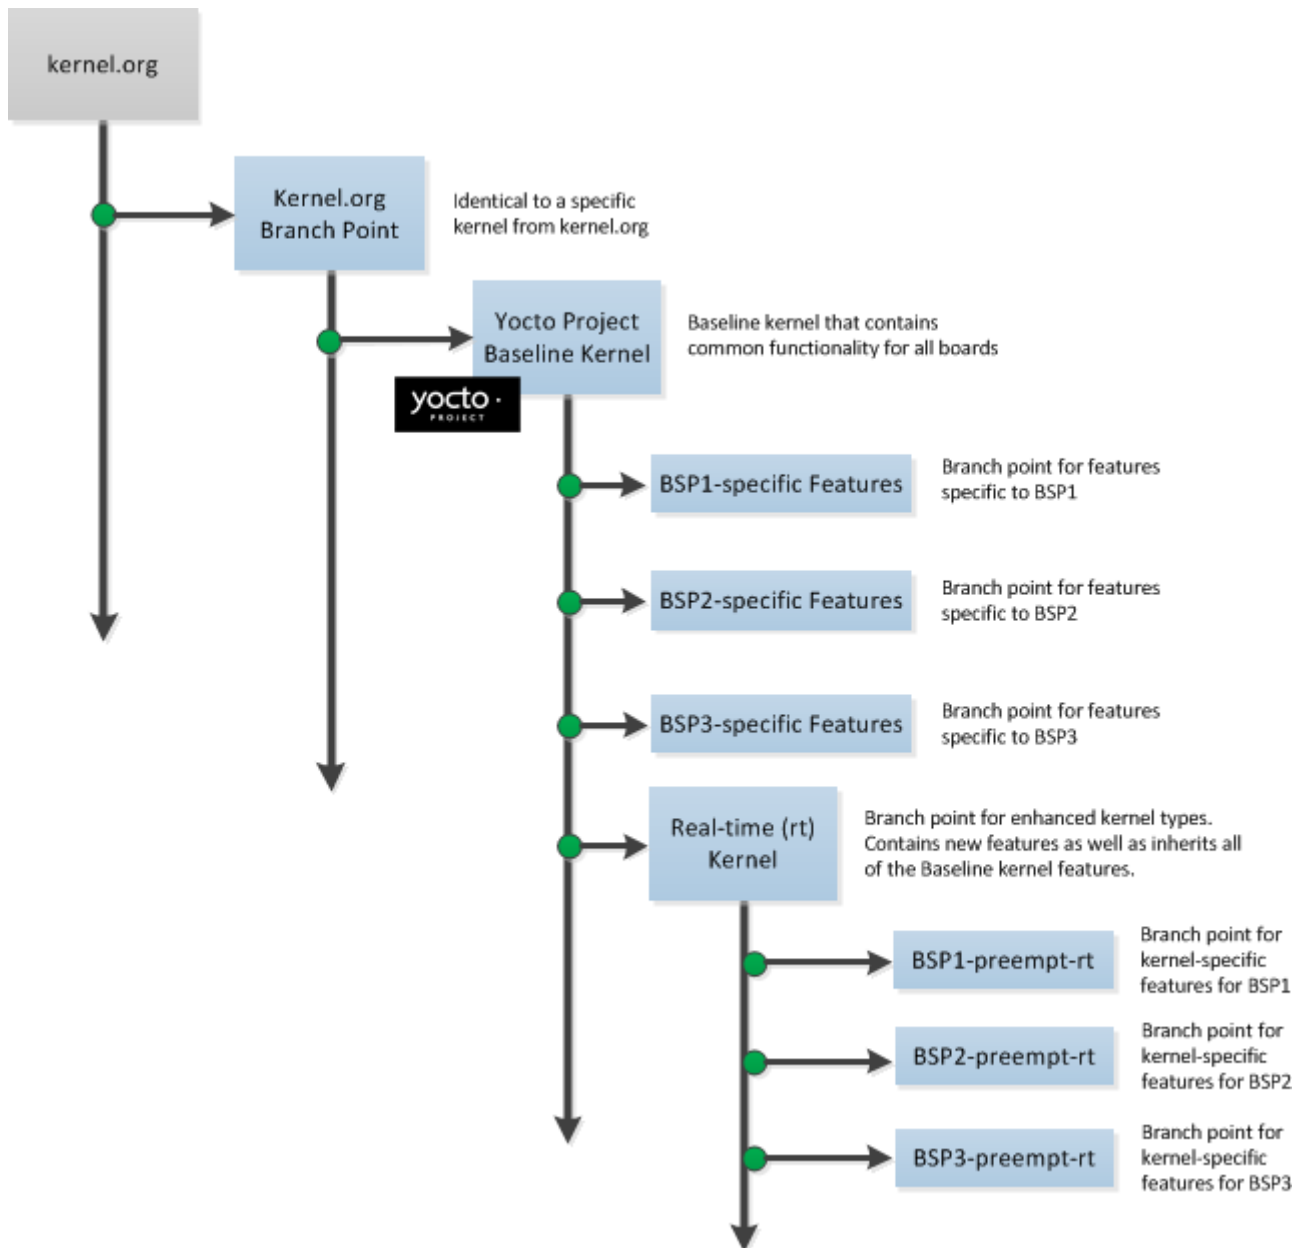 kernel.org
Kernel.org
Branch Point
Identical to a specific
kernel from kernel.org
Yocto Project
Baseline Kernel
Baseline kernel that contains
common functionality for all boards
yocto ·
PROJECT
BSP1-specific Features
Branch point for features
specific to BSP1
BSP2-specific Features
Branch point for features
specific to BSP2
BSP3-specific Features
Branch point for features
specific to BSP3
Real-time (rt)
Kernel
Branch point for enhanced kernel types.
Contains new features as well as inherits all
of the Baseline kernel features.
BSP1-preempt-rt
Branch point for
kernel-specific
features for BSP1
BSP2-preempt-rt
Branch point for
kernel-specific
features for BSP2
BSP3-preempt-rt
Branch point for
kernel-specific
features for BSP3